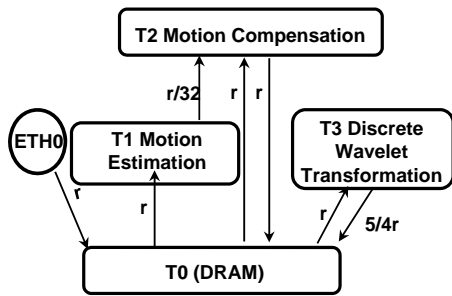 T2 Motion Compensation
r/32
r
r
ETH0
T1 Motion
Estimation
T3 Discrete
Wavelet
Transformation
r
r
r
5/4r
T0 (DRAM)